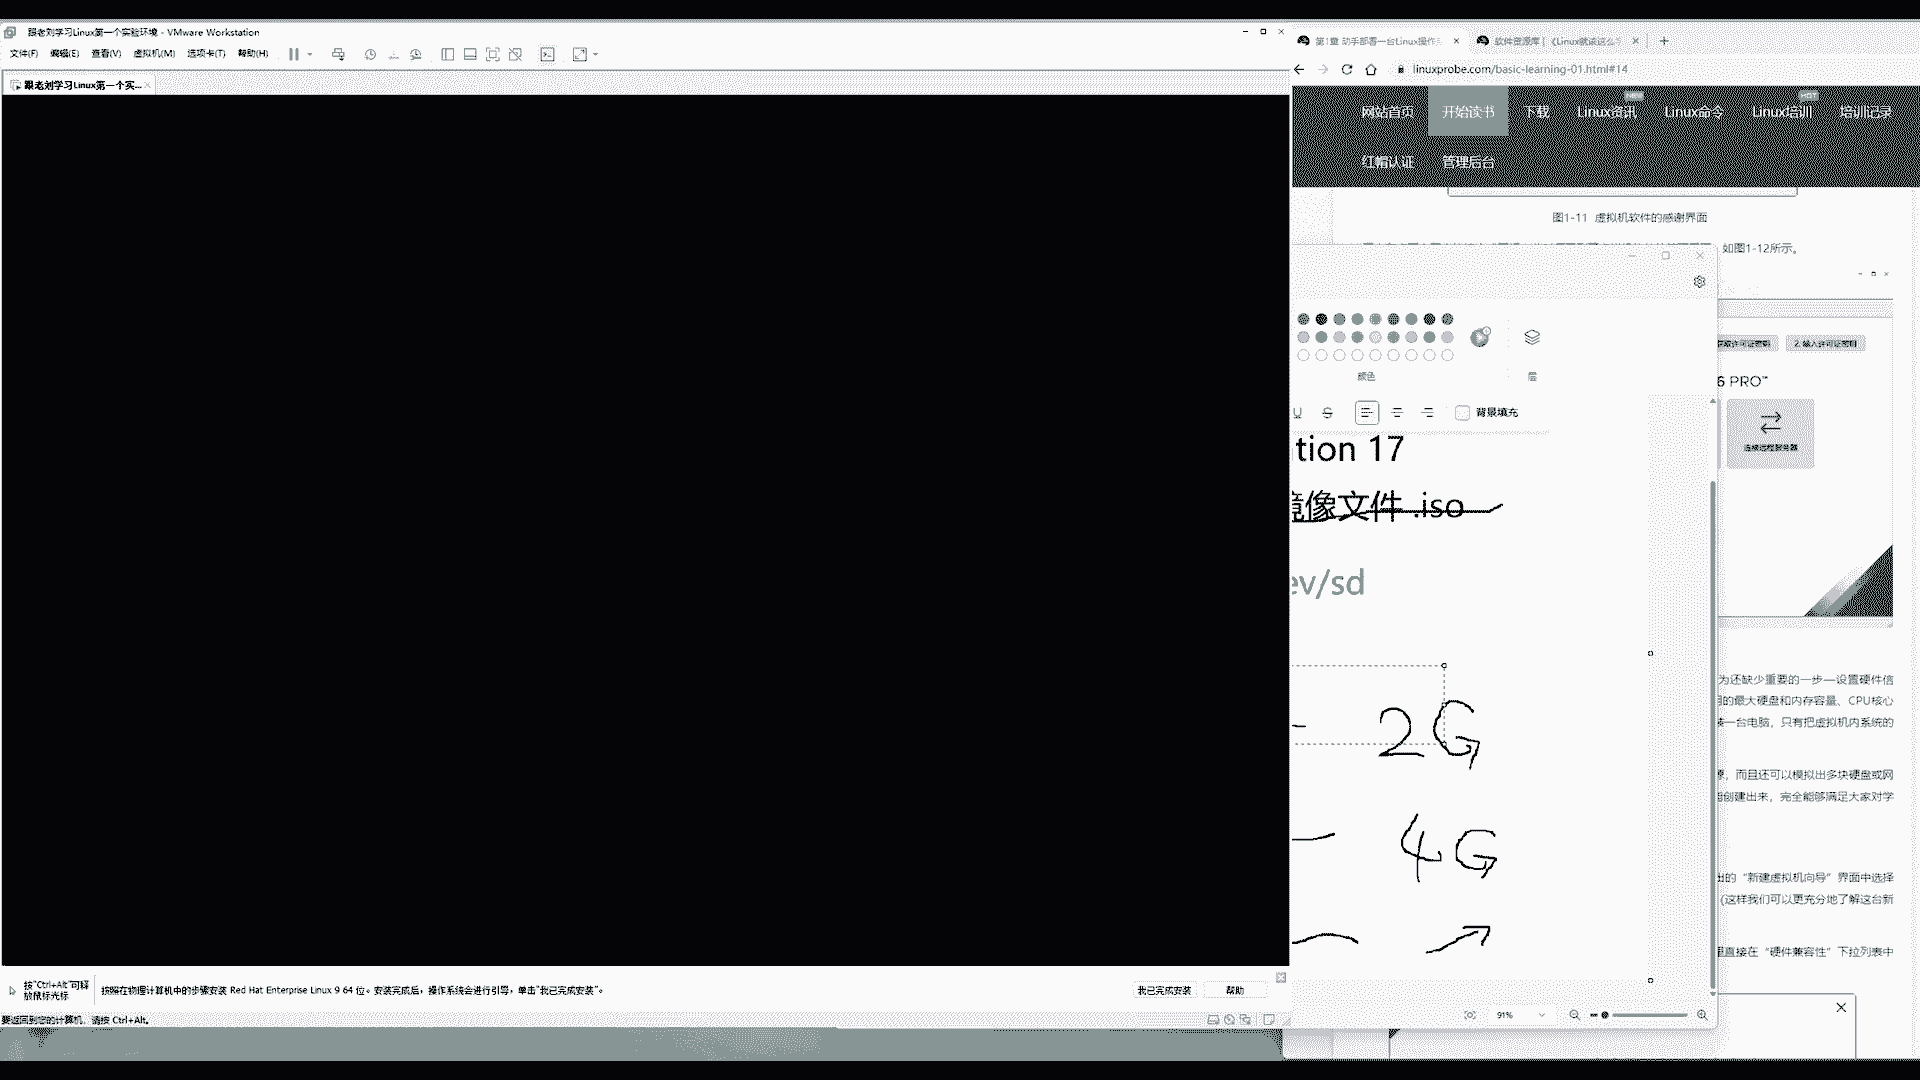 跟老刘学习Linux第一个实验环境 - VMware Workstation
文件(F) 编辑(E) 查看(V) 虚拟机(M) 选项卡(T) 帮助(H)
跟老刘学习Linux第一个实...
按"Ctrl+Alt"可释放鼠标光标
按照在物理计算机中的步骤安装 Red Hat Enterprise Linux 9 64 位。安装完成后，操作系统会进行引导，单击"我已完成安装"。
我已完成安装 帮助
要返回到您的计算机，请按 Ctrl+Alt。
第1章 动手部署一台Linux操作
软件资源库 | 《Linux就该这么学
linuxprobe.com/basic-learning-01.html#14
网站首页 开始读书 下载 Linux资讯 NEW Linux命令 Linux培训 HOT 培训记录
红帽认证 管理后台
图1-11 虚拟机软件的感谢界面
如图1-12所示。
颜色 层
背景填充
tion 17
镜像文件 .iso
ev/sd
2G
4G
91%
2. 输入许可证密钥
6 PRO™
连接远程服务器
为还缺少重要的一步—设置硬件信
的最大硬盘和内存容量、CPU核心
一台电脑，只有把虚拟机内系统的
，而且还可以模拟出多块硬盘或网
创建出来，完全能够满足大家对学
出的“新建虚拟机向导”界面中选择
(这样我们可以更充分地了解这台新
里直接在“硬件兼容性”下拉列表中